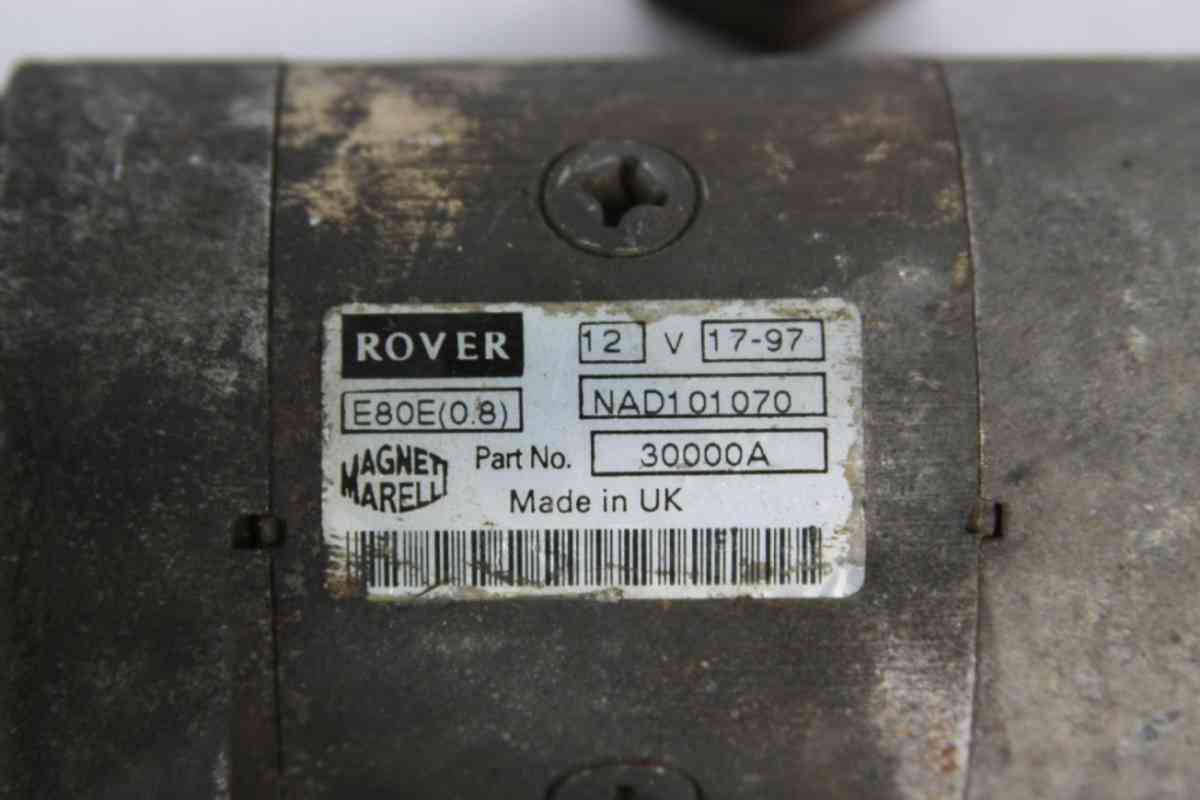 ROVER 12 V 17-97
E80E(0.8) NAD101070
MAGNETI
MARELLI
Part No. 30000A
Made in UK